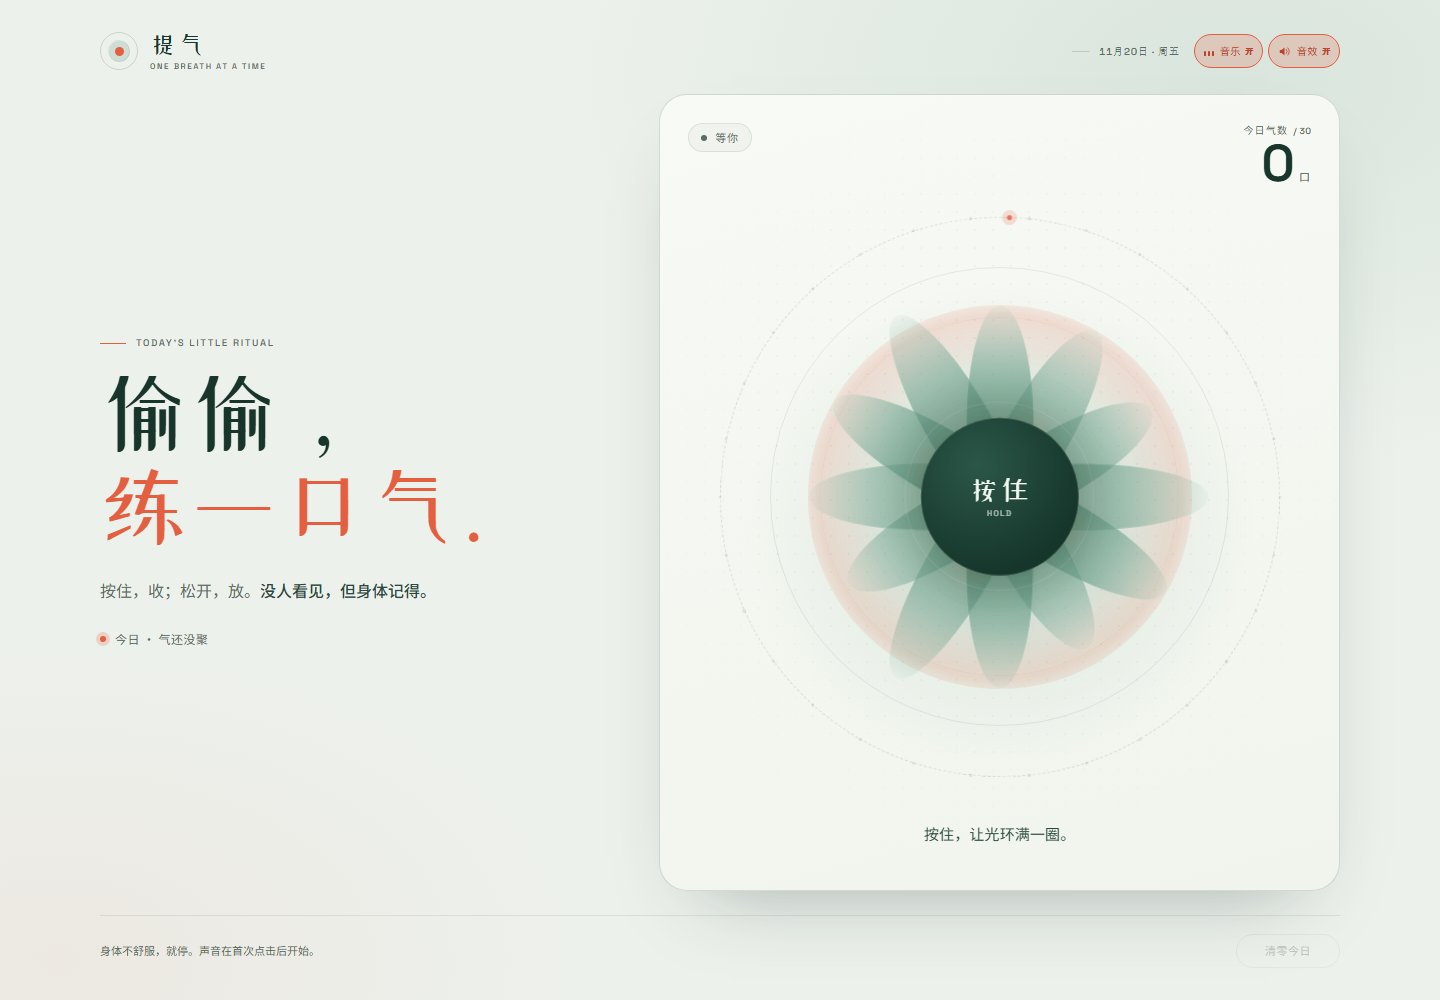 提气
ONE BREATH AT A TIME
11月20日 · 周五
音乐 开
音效 开
TODAY'S LITTLE RITUAL
偷偷，
练一口气.
按住，收；松开，放。没人看见，但身体记得。
今日 · 气还没聚
等你
今日气数 /30
0 口
按住
HOLD
按住，让光环满一圈。
身体不舒服，就停。声音在首次点击后开始。
清零今日